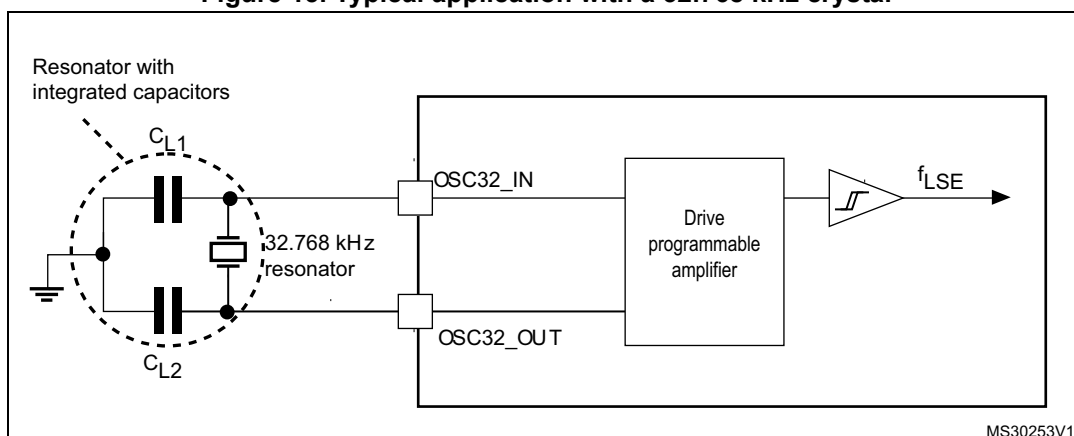 Figure 16. Typical application with a 32.768 kHz crystal
Resonator with
integrated capacitors
CL1
OSC32_IN
fLSE
32.768 kHz
resonator
Drive
programmable
amplifier
OSC32_OUT
CL2
MS30253V1